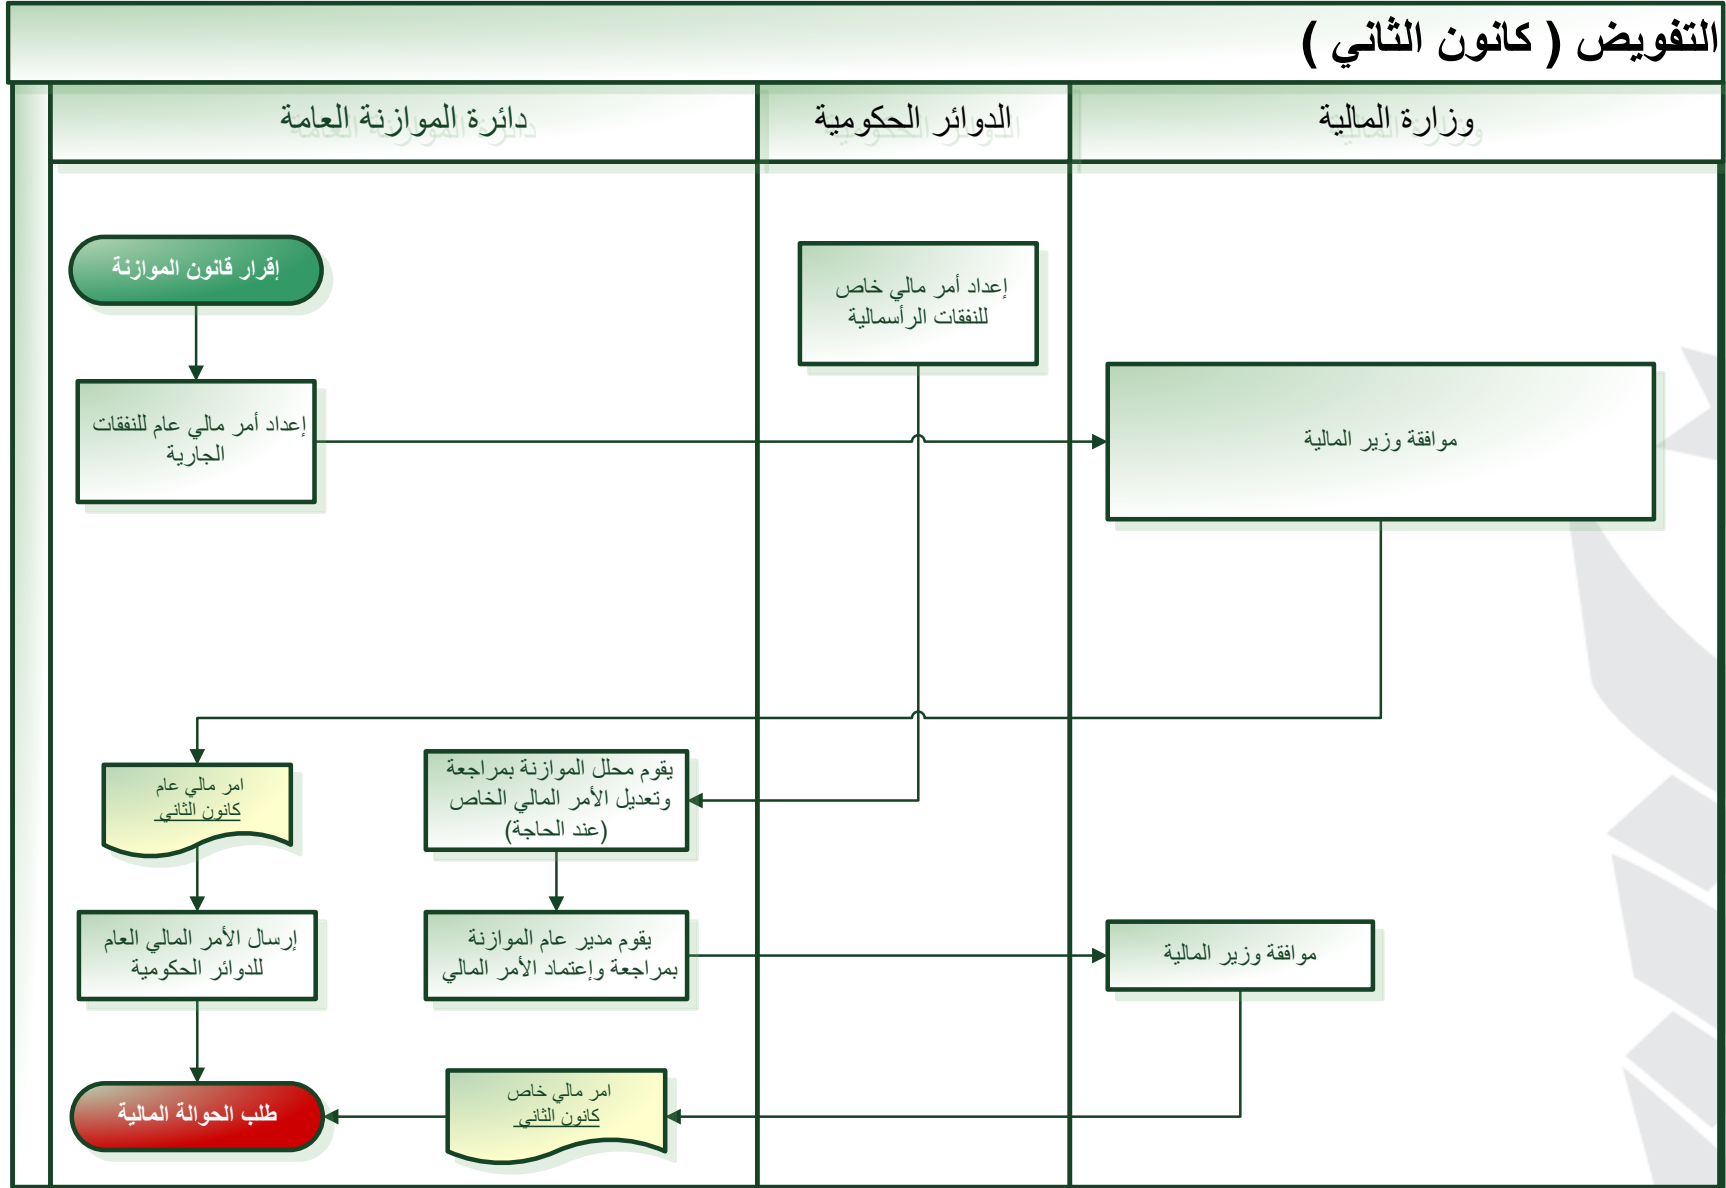 التفويض ( كانون الثاني )
وزارة المالية
الدوائر الحكومية
دائرة الموازنة العامة
إقرار قانون الموازنة
إعداد أمر مالي خاص
للنفقات الرأسمالية
إعداد أمر مالي عام للنفقات
الجارية
موافقة وزير المالية
امر مالي عام
كانون الثاني
يقوم محلل الموازنة بمراجعة
وتعديل الأمر المالي الخاص
(عند الحاجة)
إرسال الأمر المالي العام
للدوائر الحكومية
يقوم مدير عام الموازنة
بمراجعة وإعتماد الأمر المالي
موافقة وزير المالية
امر مالي خاص
كانون الثاني
طلب الحوالة المالية